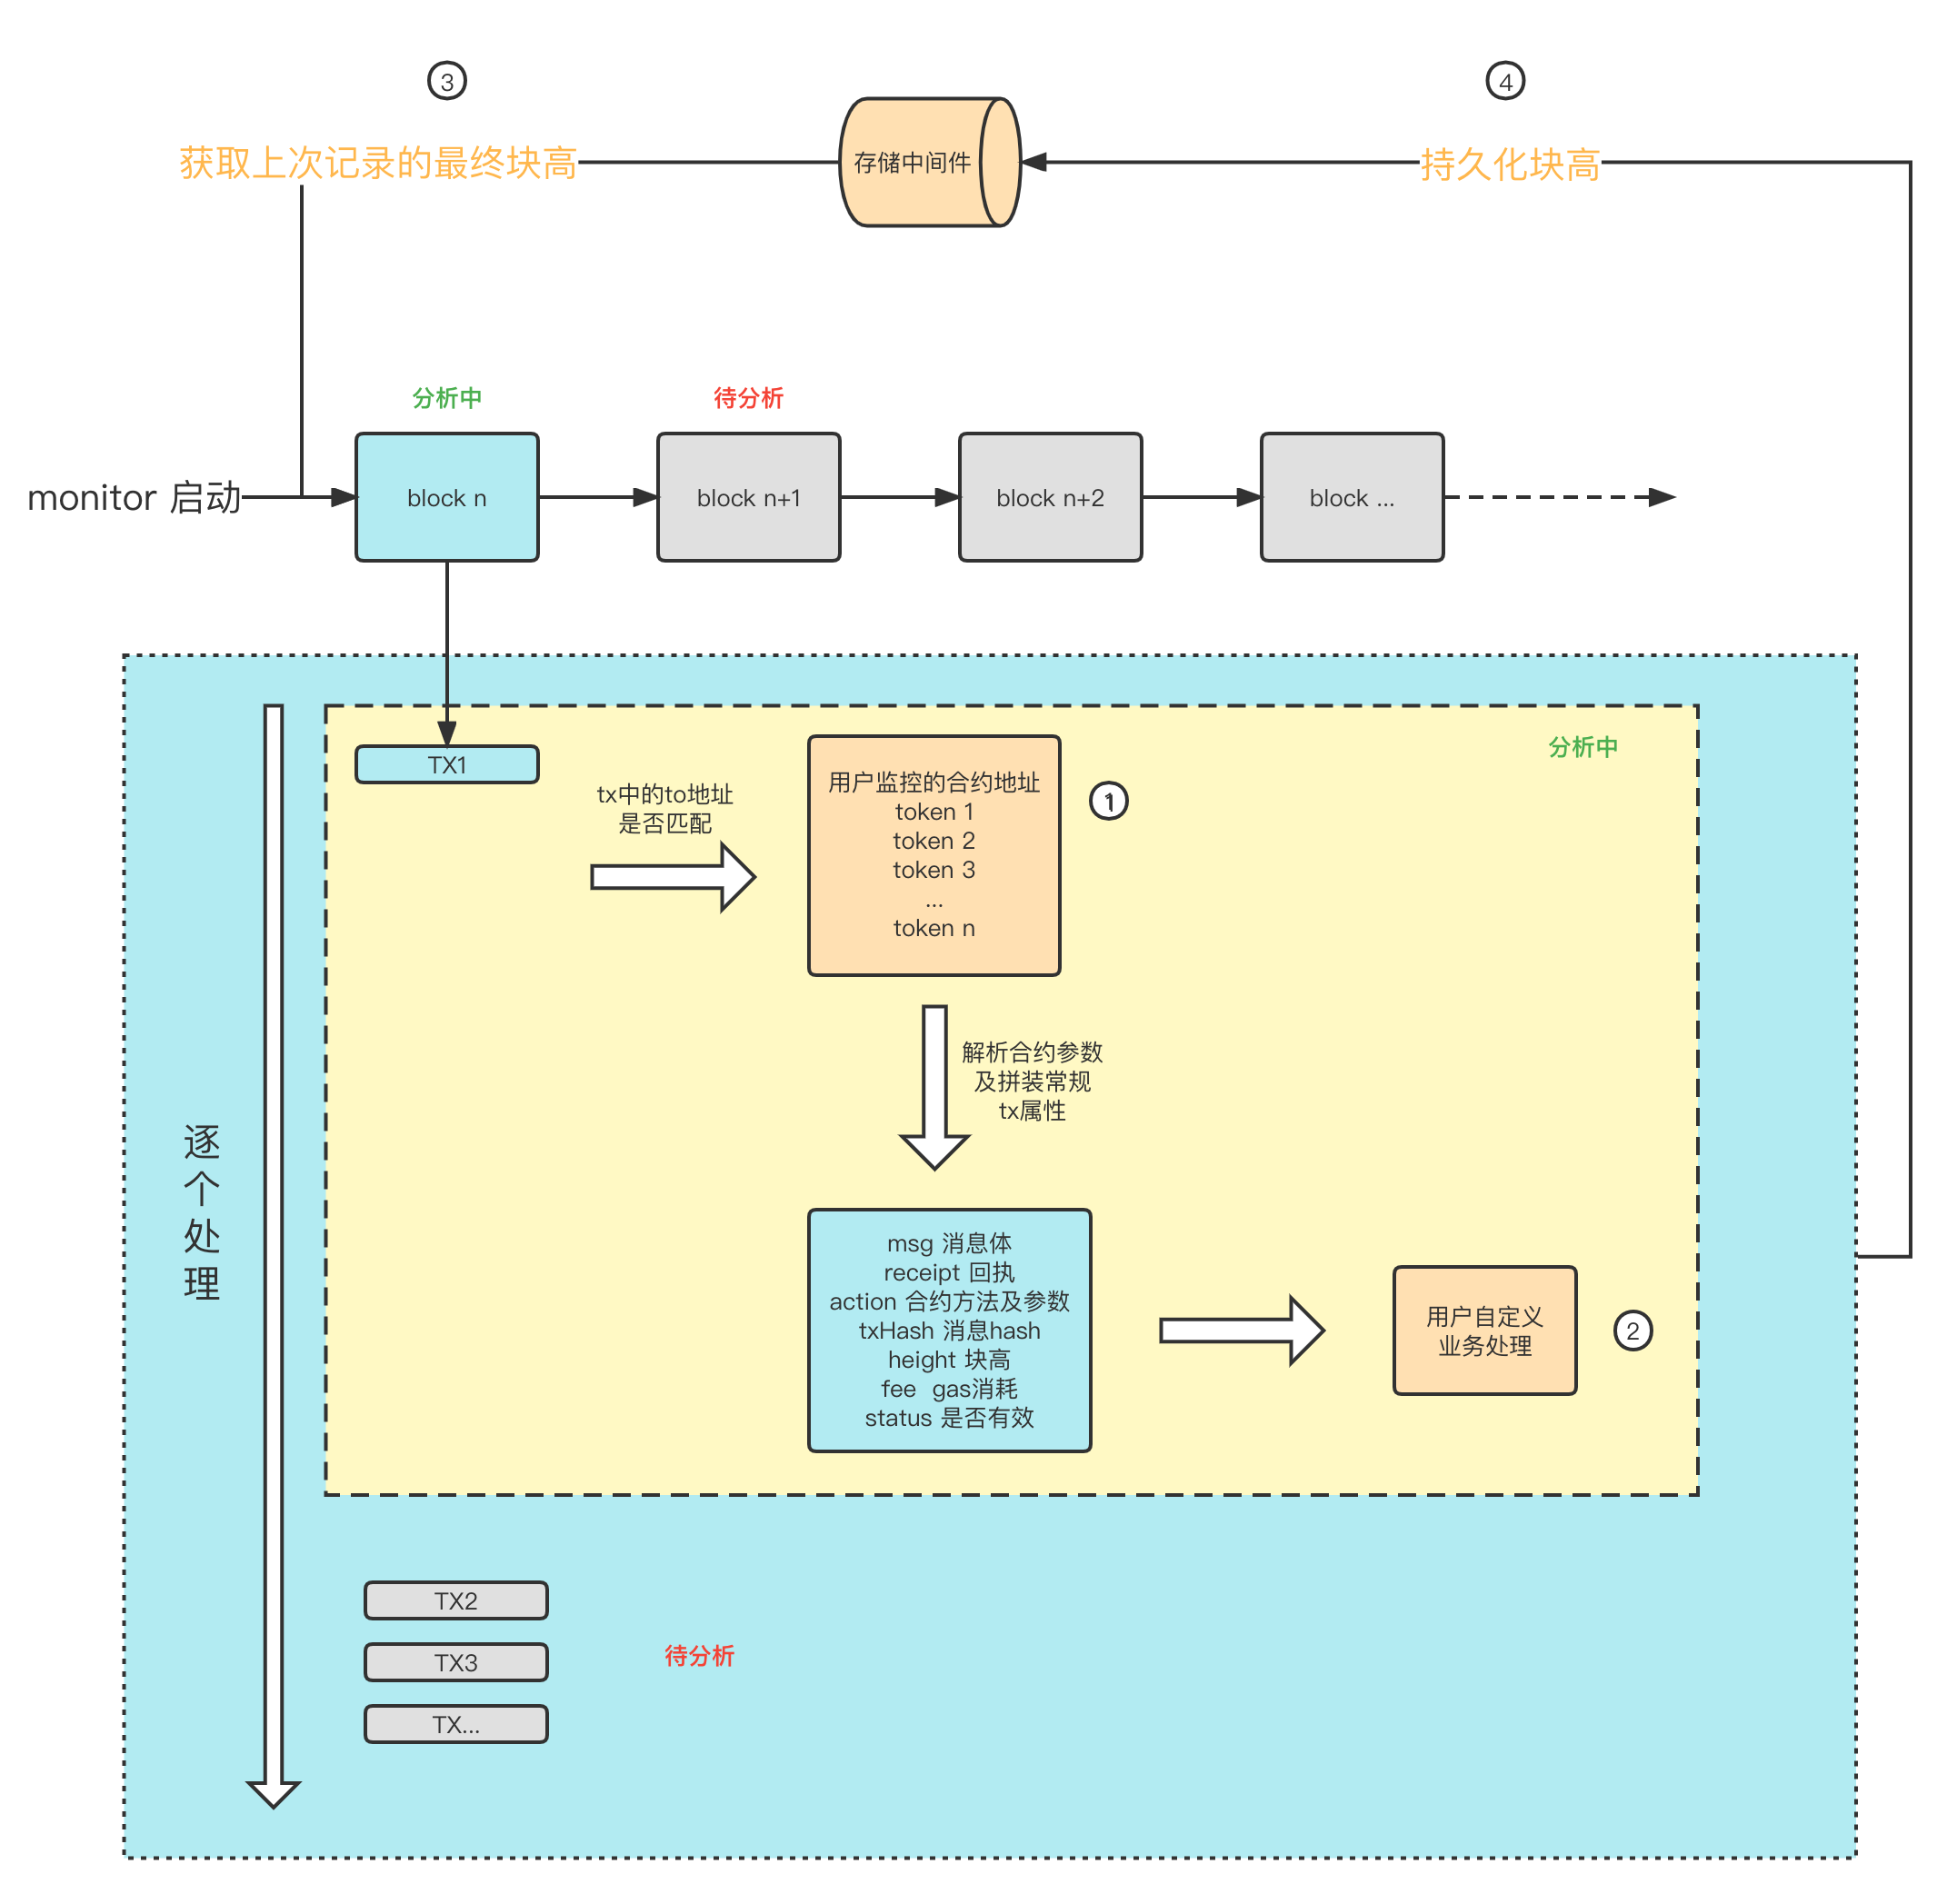 ③
④
获取上次记录的最终块高
存储中间件
持久化块高
分析中
待分析
monitor 启动
block n
block n+1
block n+2
block ...
TX1
tx中的to地址
是否匹配
用户监控的合约地址
token 1
token 2
token 3
...
token n
①
分析中
解析合约参数
及拼装常规
tx属性
逐
个
处
理
msg 消息体
receipt 回执
action 合约方法及参数
txHash 消息hash
height 块高
fee  gas消耗
status 是否有效
用户自定义
业务处理
②
TX2
TX3
TX...
待分析